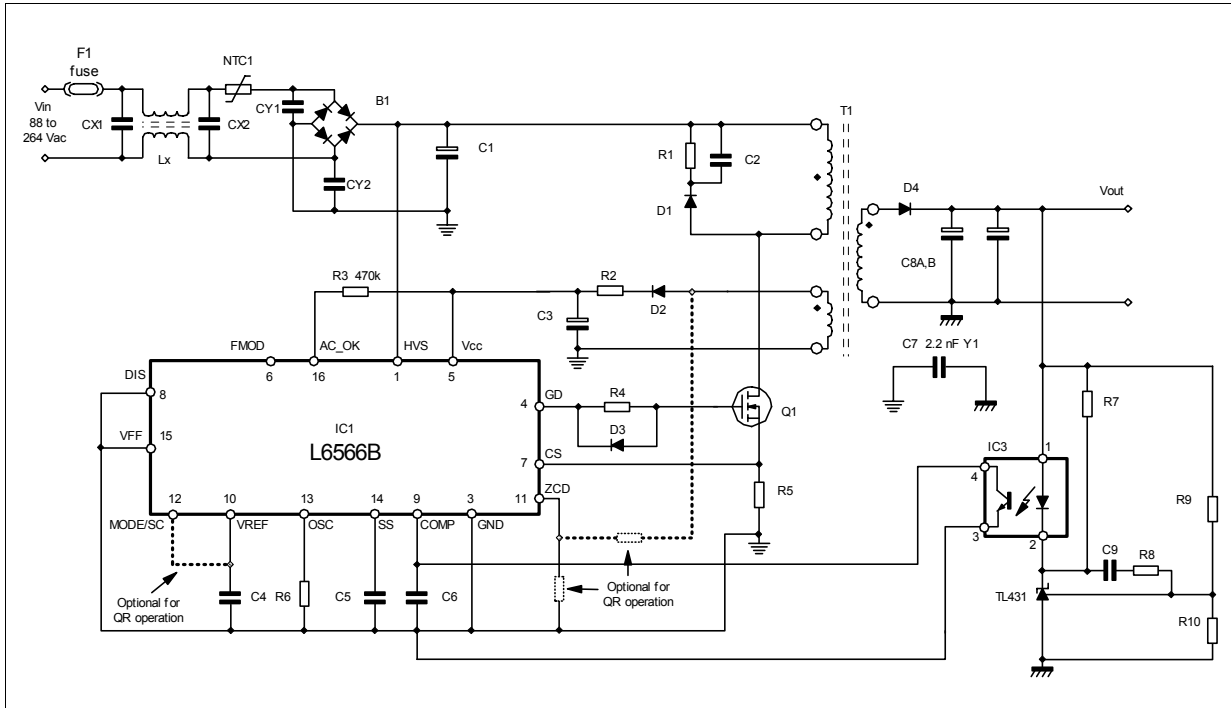 F1
fuse
NTC1
Vin
88 to
264 Vac
CX1
Lx
CX2
CY1
B1
CY2
C1
R1
C2
D1
T1
D4
Vout
C8A,B
R3 470k
R2
D2
C3
C7 2.2 nF Y1
FMOD
AC_OK
HVS
Vcc
6
16
1
5
DIS
8
VFF
15
IC1
L6566B
4
GD
R4
D3
Q1
7
CS
ZCD
11
R5
12
10
13
14
9
3
MODE/SC
VREF
OSC
SS
COMP
GND
Optional for
QR operation
C4
R6
C5
C6
Optional for
QR operation
R7
IC3
1
4
3
2
R9
C9
R8
TL431
R10